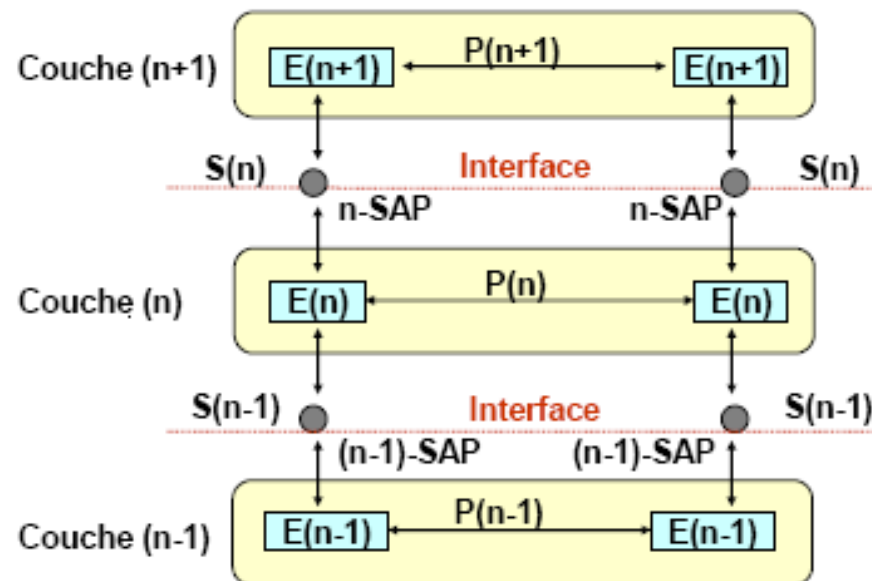 Couche (n+1) E(n+1) P(n+1) E(n+1)
S(n) Interface S(n)
n-SAP n-SAP
Couche (n) E(n) P(n) E(n)
S(n-1) Interface S(n-1)
(n-1)-SAP (n-1)-SAP
Couche (n-1) E(n-1) P(n-1) E(n-1)